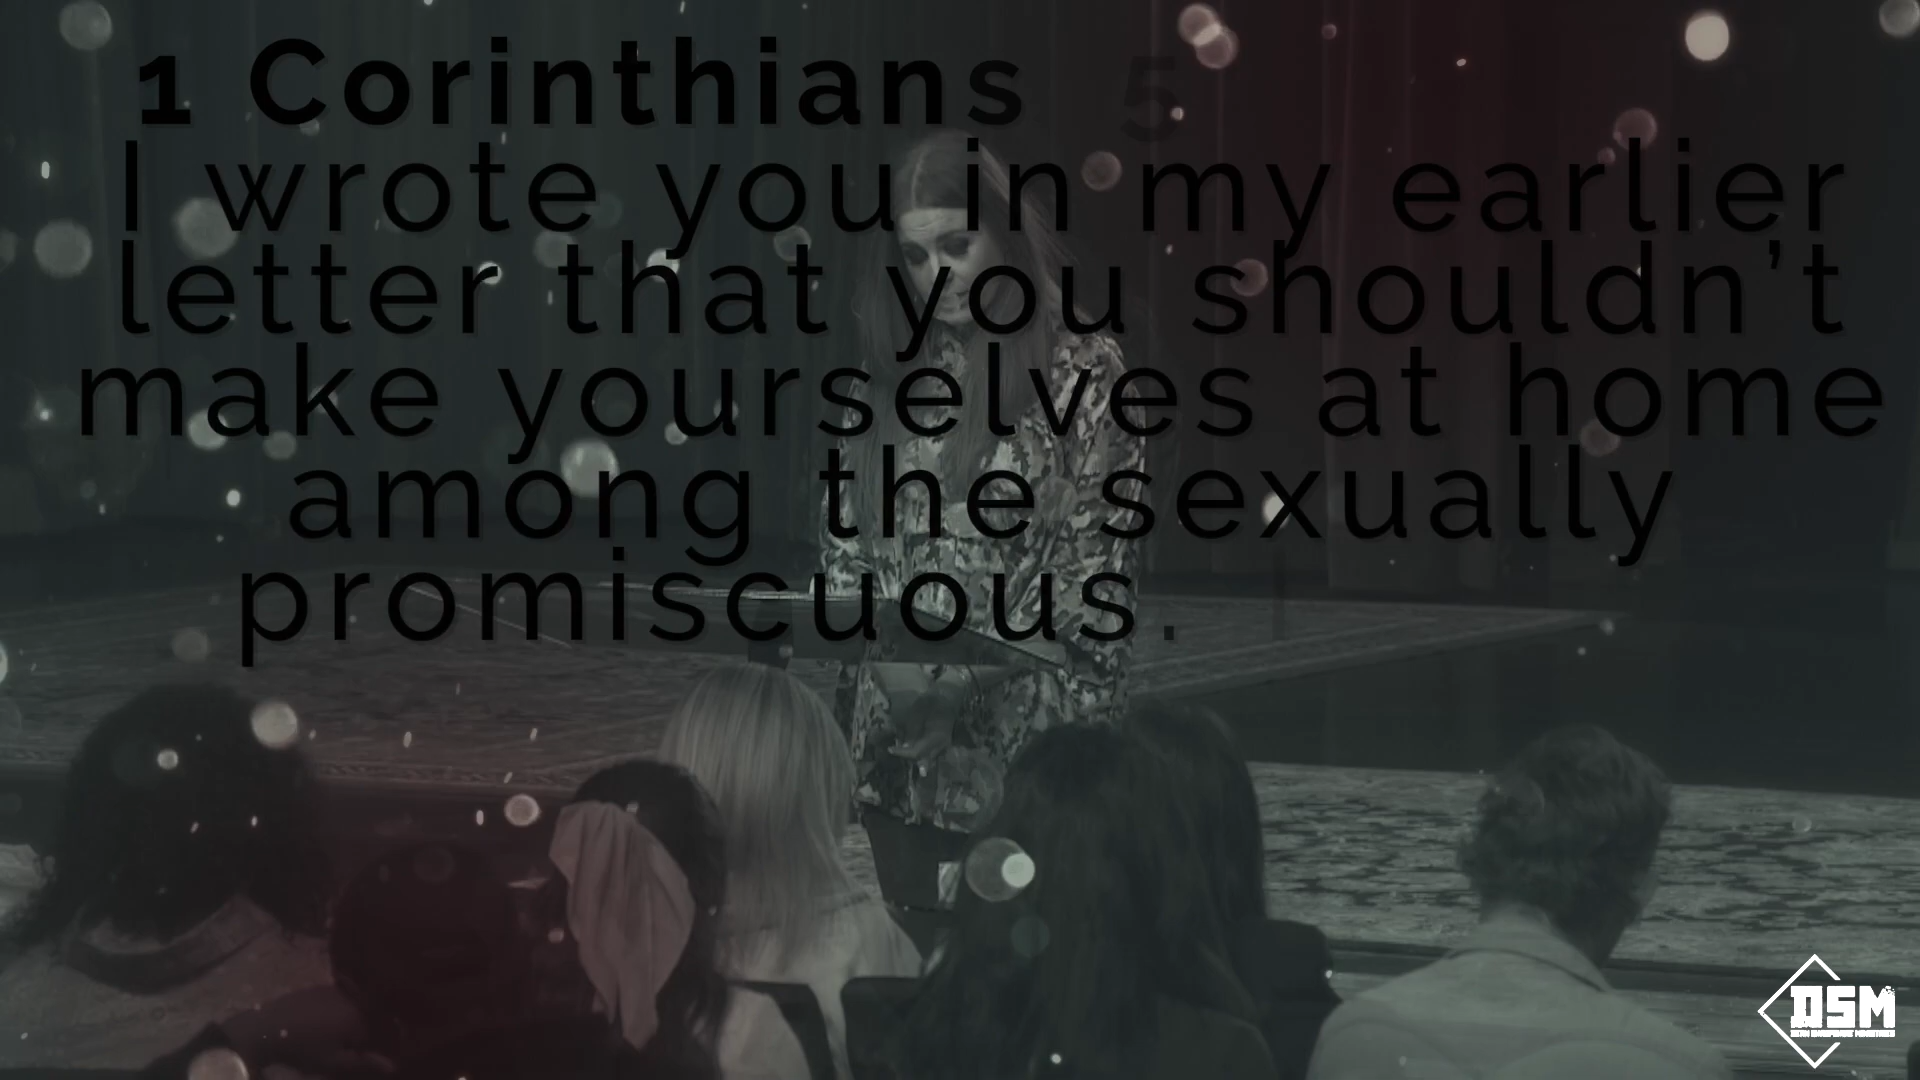 1 Corinthians 5
I wrote you in my earlier
letter that you shouldn’t
make yourselves at home
among the sexually
promiscuous.
DSM